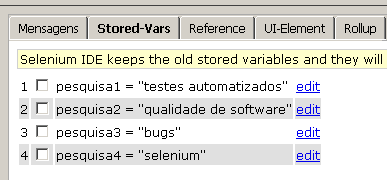 Mensagens Stored-Vars Reference UI-Element Rollup
Selenium IDE keeps the old stored variables and they will
1 pesquisa1 = "testes automatizados" edit
2 pesquisa2 = "qualidade de software" edit
3 pesquisa3 = "bugs" edit
4 pesquisa4 = "selenium" edit